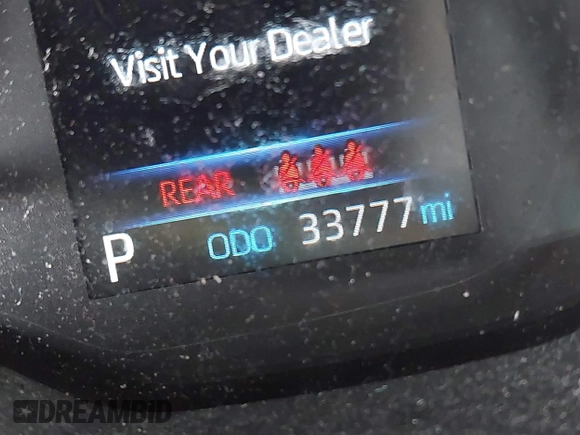 Visit Your Dealer
REAR
P ODO 33777 mi
DREAMBID